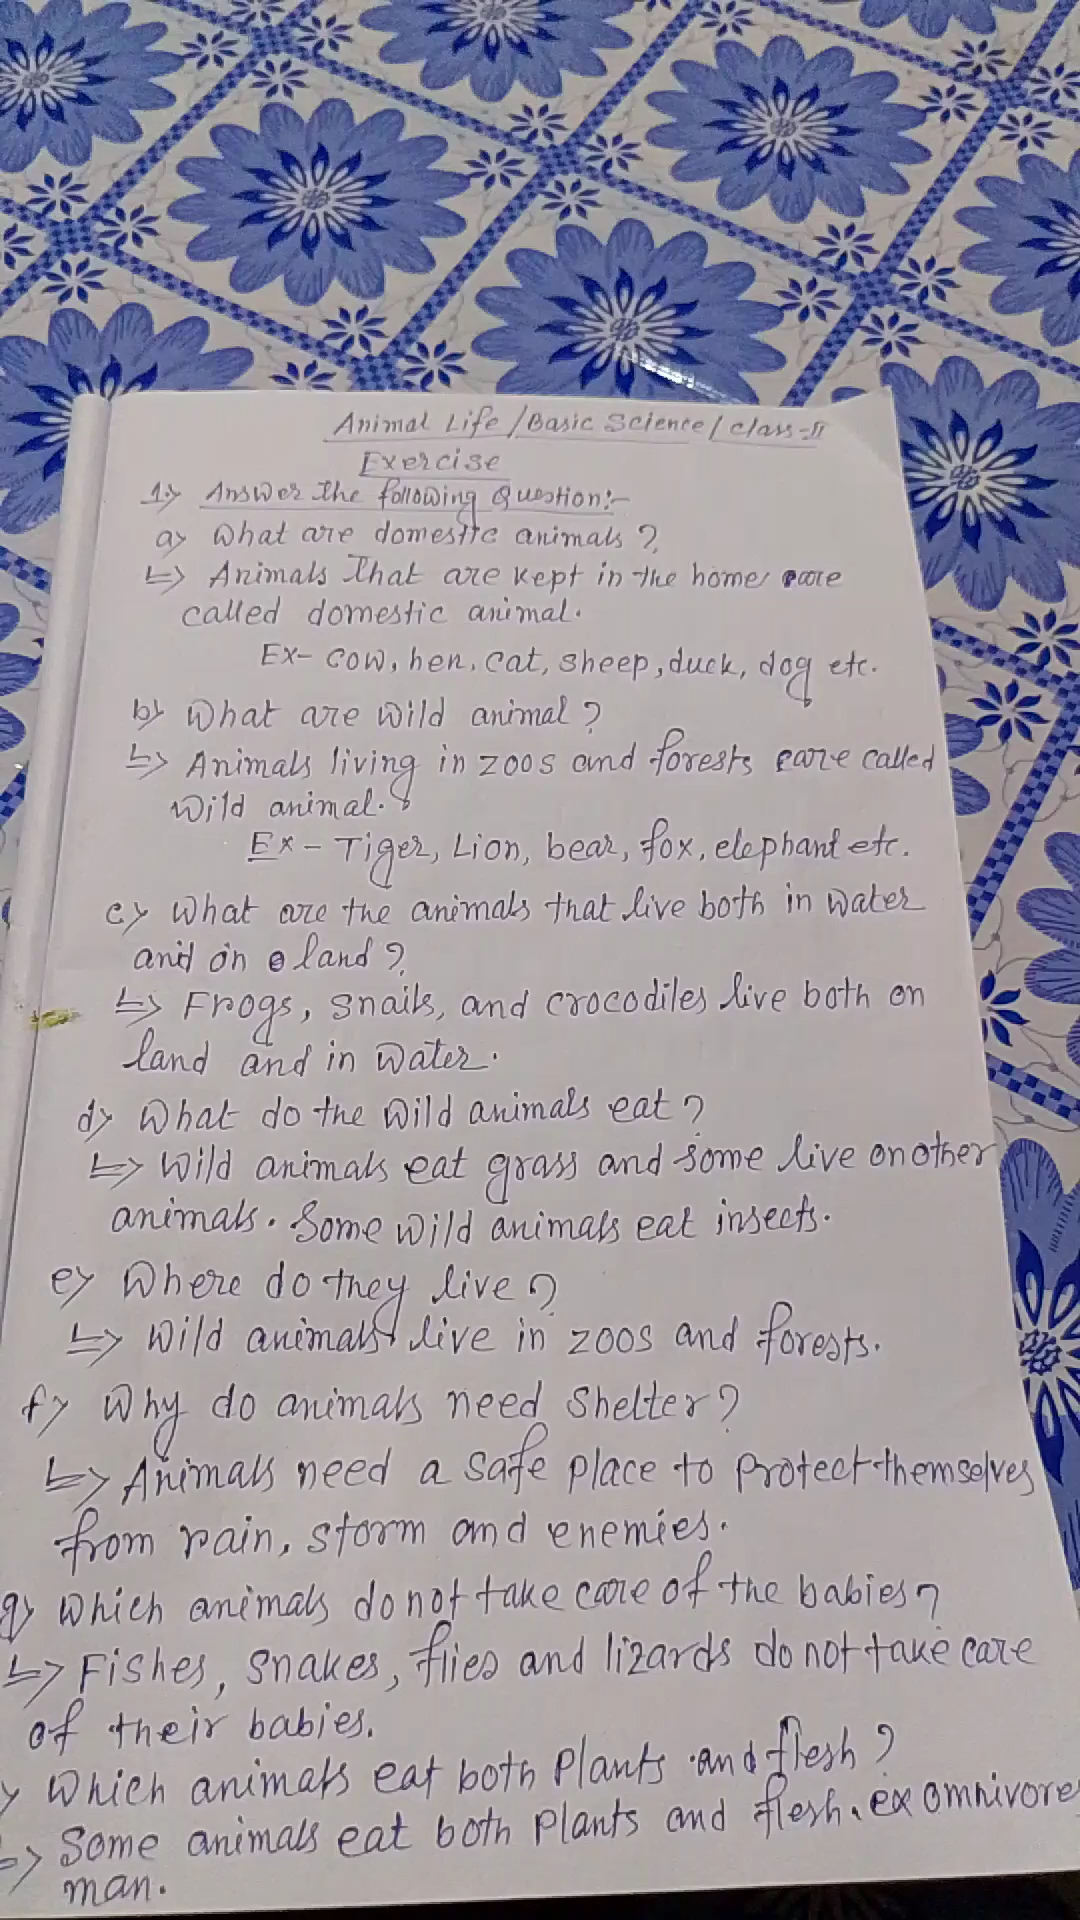 Animal Life/Basic Science/class-II
Exercise
1.) Answer the following Question:-
a) What are domestic animals?
↳ Animals that are kept in the home are
called domestic animal.
Ex- cow, hen, cat, sheep, duck, dog etc.
b) What are wild animal?
↳ Animals living in zoos and forests are called
wild animal.
Ex- Tiger, Lion, bear, fox, elephant etc.
c) What are the animals that live both in water
and on land?
↳ Frogs, snails, and crocodiles live both on
land and in water.
d) What do the wild animals eat?
↳ Wild animals eat grass and some live on other
animals. Some wild animals eat insects.
e) Where do they live?
↳ Wild animals live in zoos and forests.
f) Why do animals need shelter?
↳ Animals need a safe place to protect themselves
from rain, storm and enemies.
g) Which animals do not take care of the babies?
↳ Fishes, snakes, flies and lizards do not take care
of their babies.
) Which animals eat both plants and flesh?
↳ Some animals eat both plants and flesh. ex omnivore
man.